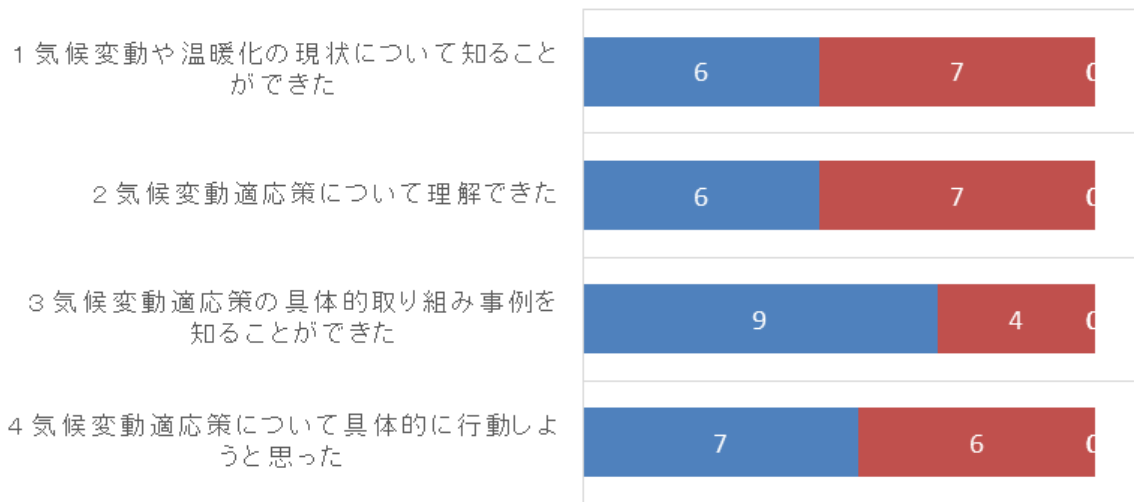 1気候変動や温暖化の現状について知ること
ができた
6 7 0
2気候変動適応策について理解できた
6 7 0
3気候変動適応策の具体的取り組み事例を
知ることができた
9 4 0
4気候変動適応策について具体的に行動しよ
うと思った
7 6 0